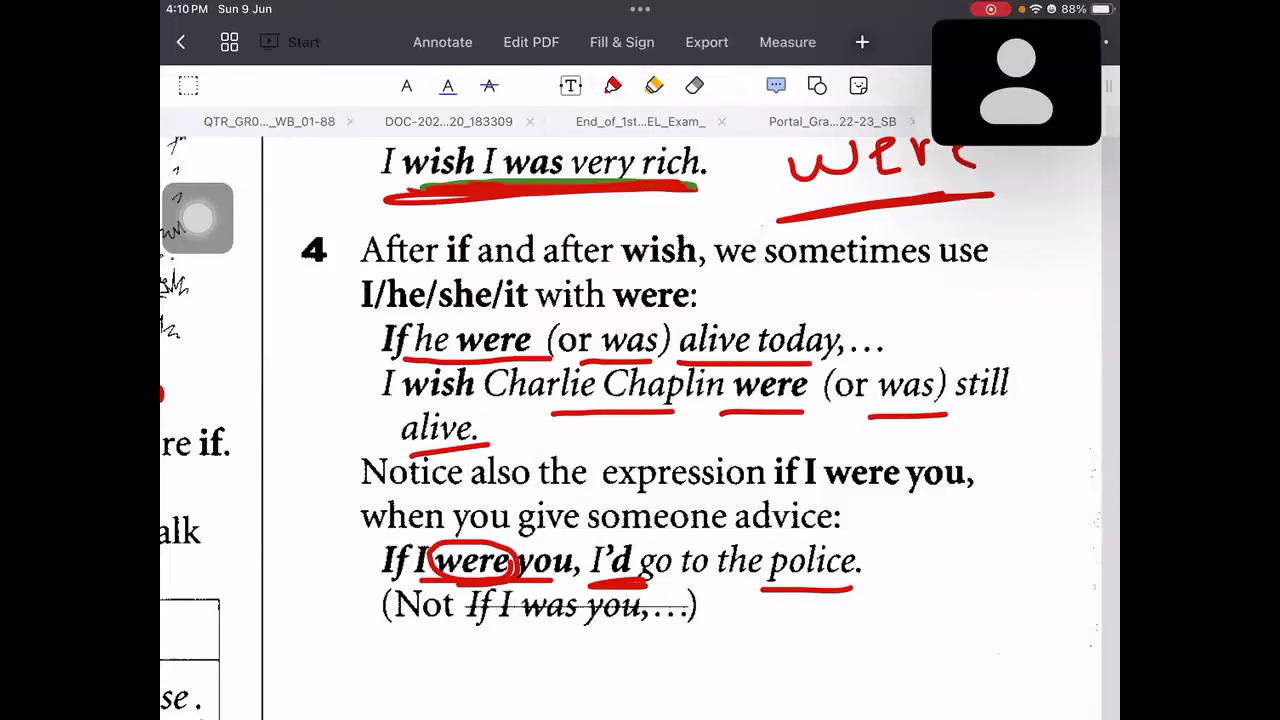 4:10 PM Sun 9 Jun
88%
Start Annotate Edit PDF Fill & Sign Export Measure
A A A T
QTR_GR0..._WB_01-88 DOC-202...20_183309 End_of_1st...EL_Exam_ Portal_Gra...22-23_SB
I wish I was very rich. were
4 After if and after wish, we sometimes use
I/he/she/it with were:
If he were (or was) alive today,…
I wish Charlie Chaplin were (or was) still
alive.
re if.
Notice also the expression if I were you,
when you give someone advice:
alk
If I were you, I'd go to the police.
(Not If I was you,…)
se.